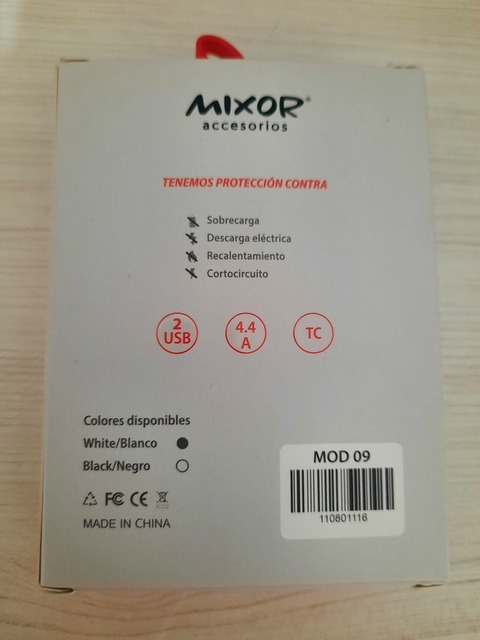 MIXOR®
accesorios
TENEMOS PROTECCIÓN CONTRA
Sobrecarga
Descarga eléctrica
Recalentamiento
Cortocircuito
2
USB
4.4
A
TC
Colores disponibles
White/Blanco
Black/Negro
FC CE
MADE IN CHINA
MOD 09
110801116